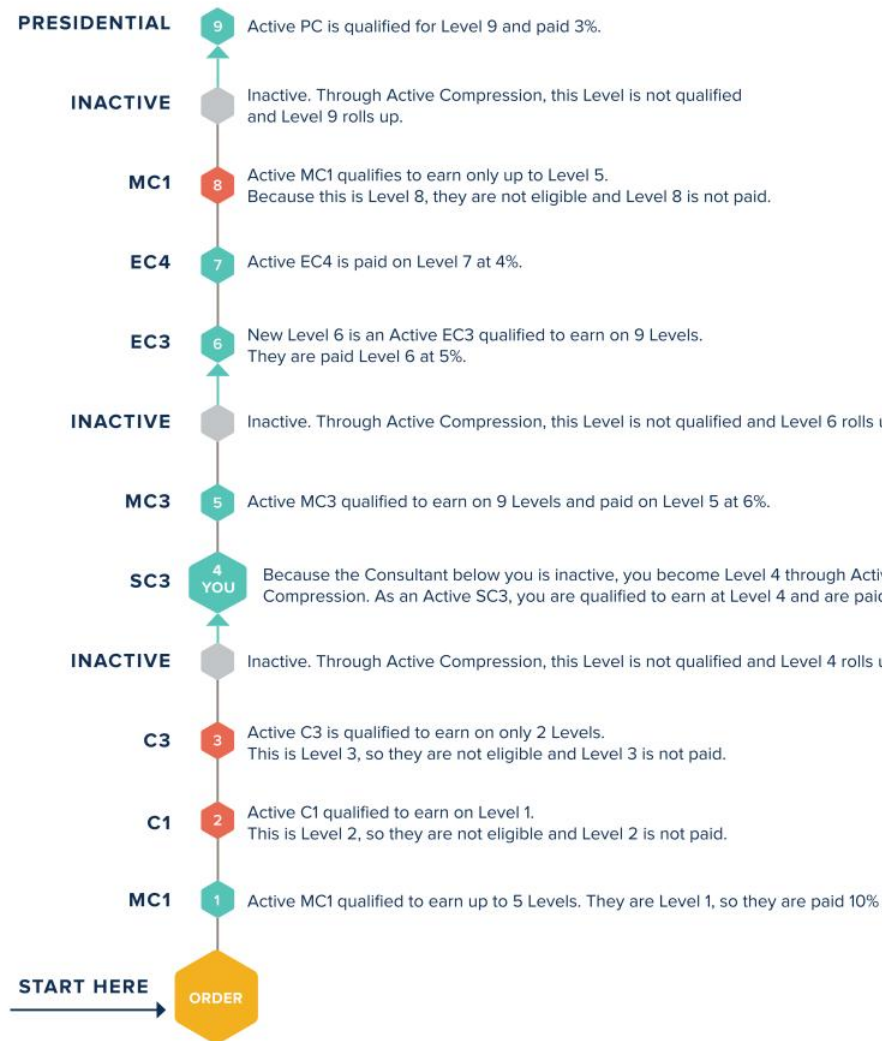 PRESIDENTIAL
9
Active PC is qualified for Level 9 and paid 3%.
INACTIVE
Inactive. Through Active Compression, this Level is not qualified
and Level 9 rolls up.
MC1
8
Active MC1 qualifies to earn only up to Level 5.
Because this is Level 8, they are not eligible and Level 8 is not paid.
EC4
7
Active EC4 is paid on Level 7 at 4%.
EC3
6
New Level 6 is an Active EC3 qualified to earn on 9 Levels.
They are paid Level 6 at 5%.
INACTIVE
Inactive. Through Active Compression, this Level is not qualified and Level 6 rolls
MC3
5
Active MC3 qualified to earn on 9 Levels and paid on Level 5 at 6%.
SC3
4
YOU
Because the Consultant below you is inactive, you become Level 4 through
Compression. As an Active SC3, you are qualified to earn at Level 4 and are
INACTIVE
Inactive. Through Active Compression, this Level is not qualified and Level 4 rolls
C3
3
Active C3 is qualified to earn on only 2 Levels.
This is Level 3, so they are not eligible and Level 3 is not paid.
C1
2
Active C1 qualified to earn on Level 1.
This is Level 2, so they are not eligible and Level 2 is not paid.
MC1
1
Active MC1 qualified to earn up to 5 Levels. They are Level 1, so they are paid 10%
START HERE
ORDER